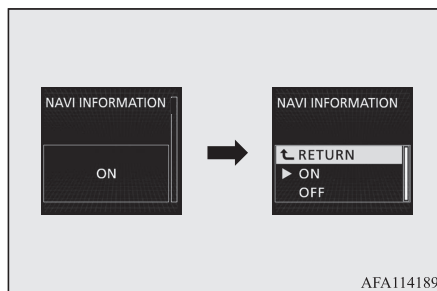 NAVI INFORMATION
ON
NAVI INFORMATION
RETURN
ON
OFF
AFA114189